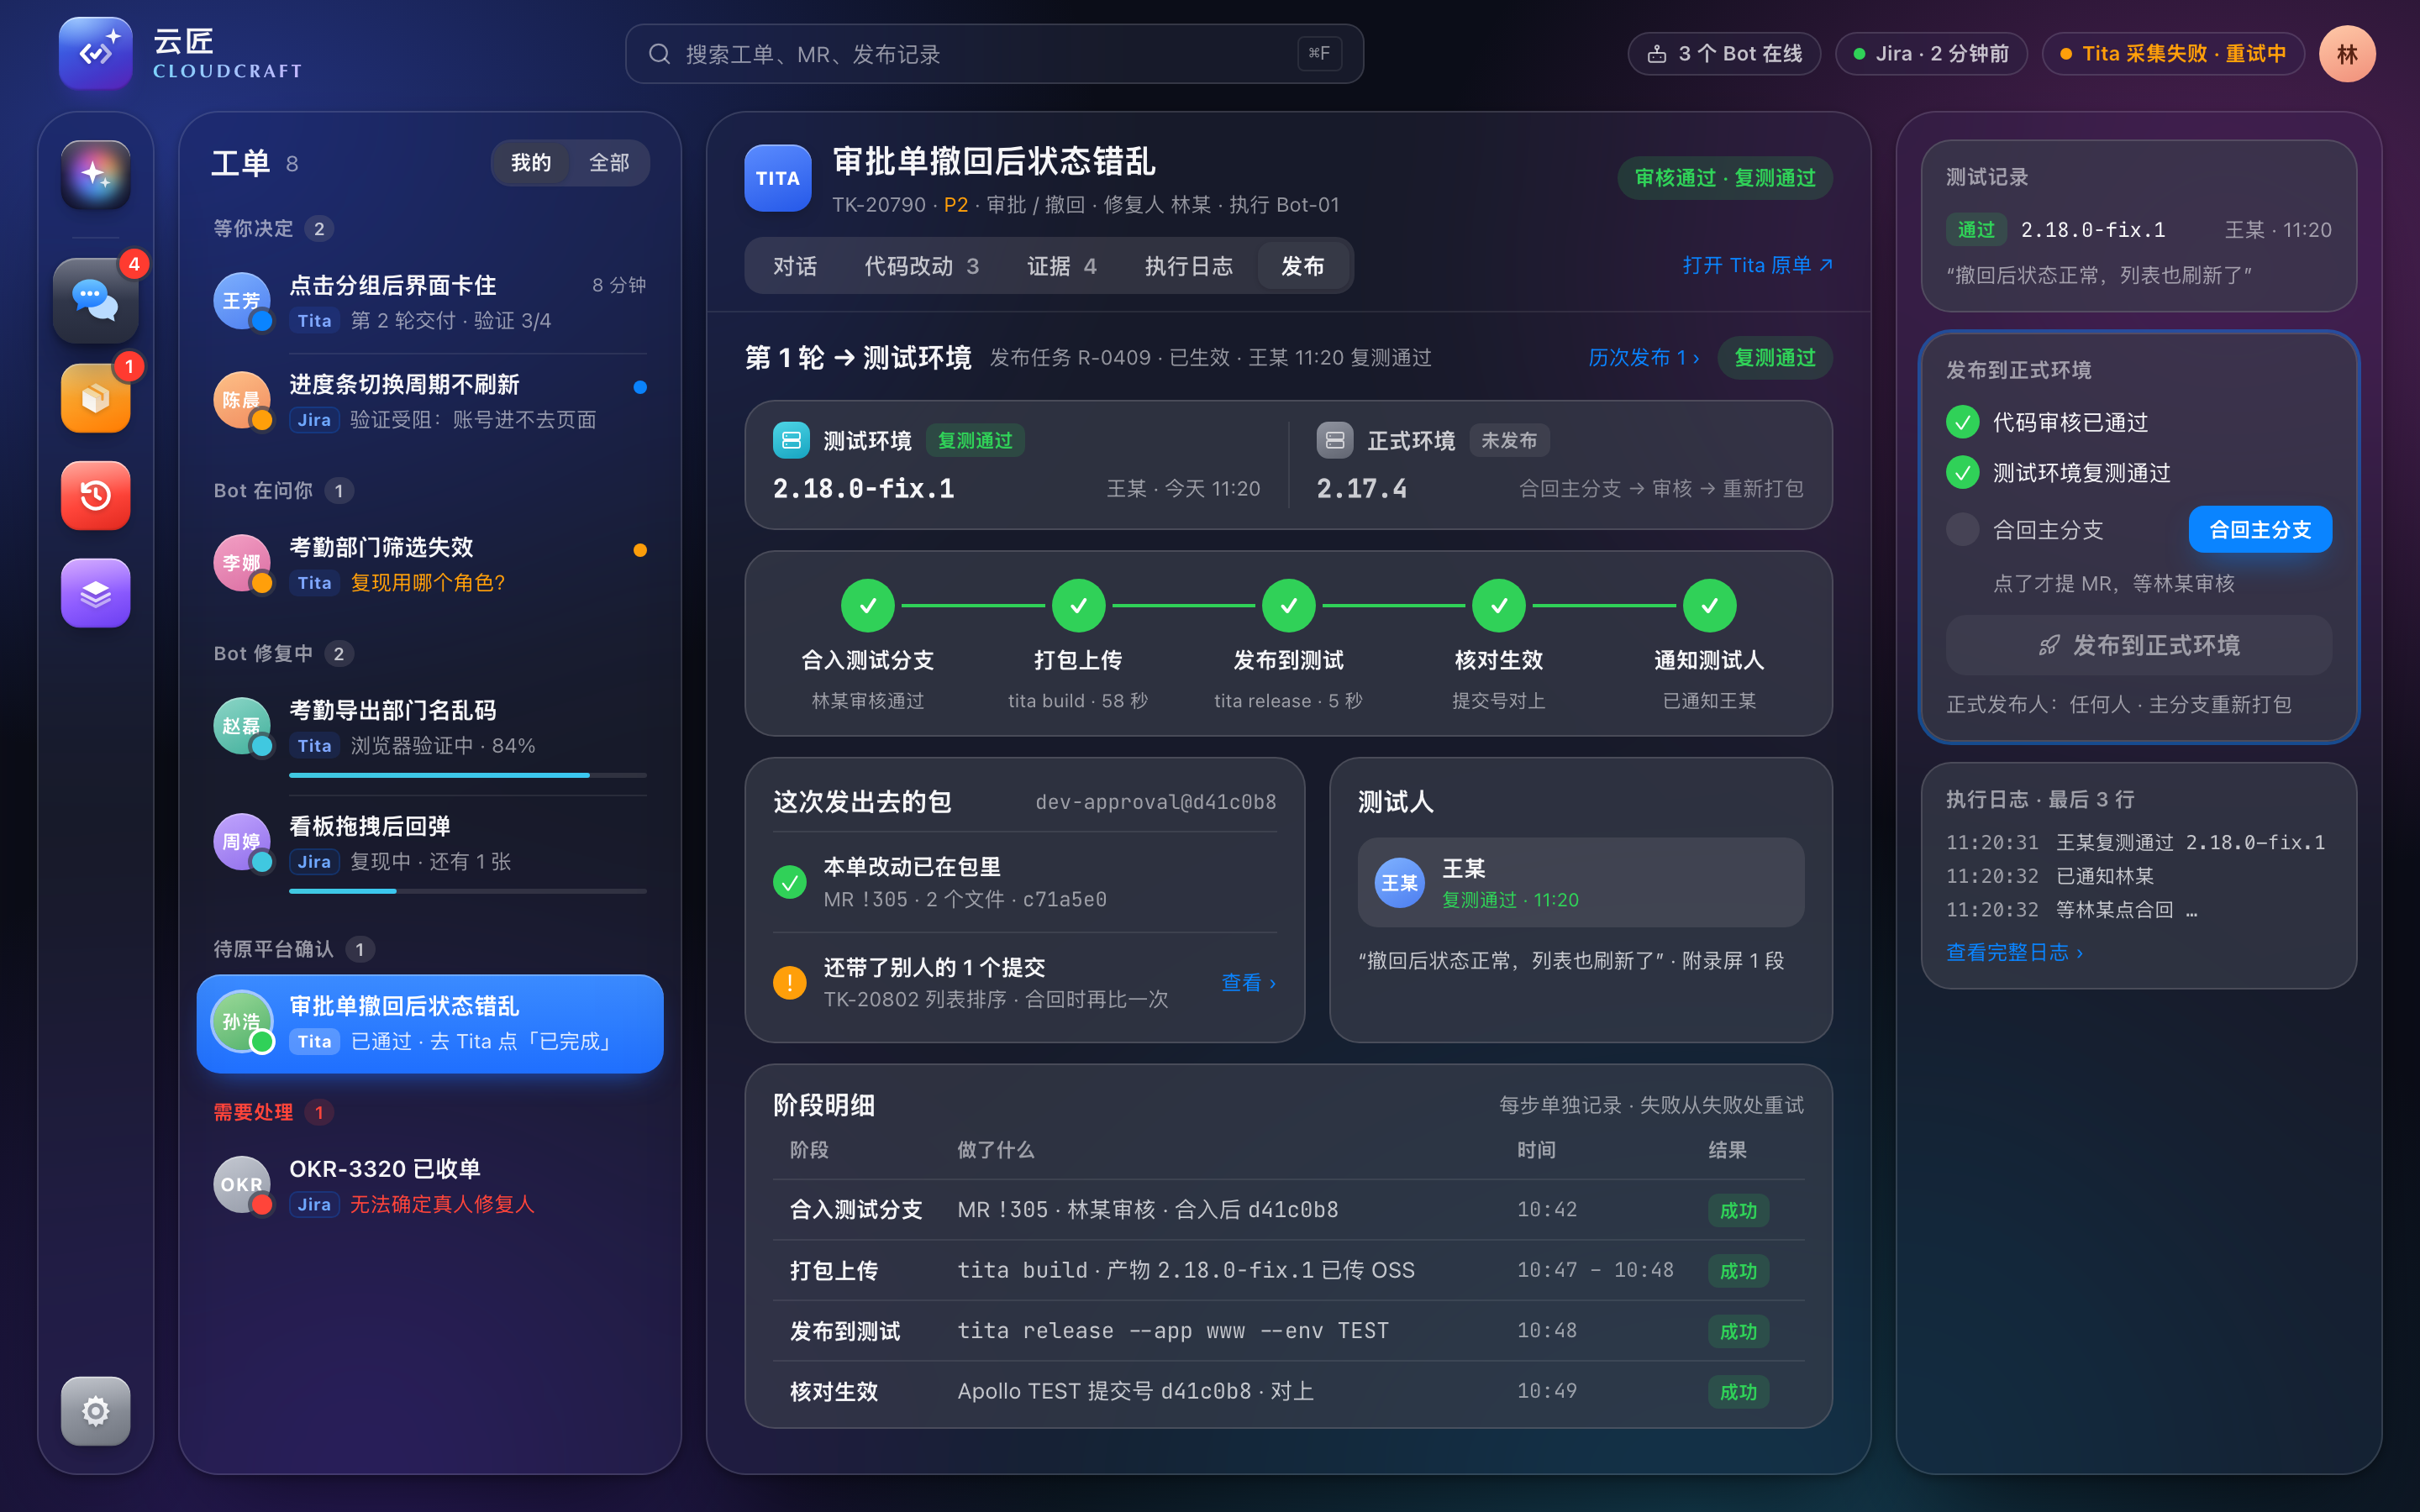 云匠
CLOUDCRAFT
搜索工单、MR、发布记录
⌘F
3 个 Bot 在线
Jira · 2 分钟前
Tita 采集失败 · 重试中
林
4
1
工单 8
我的
全部
等你决定 2
王芳
点击分组后界面卡住
8 分钟
Tita 第 2 轮交付 · 验证 3/4
陈晨
进度条切换周期不刷新
Jira 验证受阻：账号进不去页面
Bot 在问你 1
李娜
考勤部门筛选失效
Tita 复现用哪个角色？
Bot 修复中 2
赵磊
考勤导出部门名乱码
Tita 浏览器验证中 · 84%
周婷
看板拖拽后回弹
Jira 复现中 · 还有 1 张
待原平台确认 1
孙浩
审批单撤回后状态错乱
Tita 已通过 · 去 Tita 点「已完成」
需要处理 1
OKR
OKR-3320 已收单
Jira 无法确定真人修复人
TITA
审批单撤回后状态错乱
TK-20790 · P2 · 审批 / 撤回 · 修复人 林某 · 执行 Bot-01
审核通过 · 复测通过
对话
代码改动 3
证据 4
执行日志
发布
打开 Tita 原单 ↗
第 1 轮 → 测试环境
发布任务 R-0409 · 已生效 · 王某 11:20 复测通过
历次发布 1 ›
复测通过
测试环境 复测通过
2.18.0-fix.1
王某 · 今天 11:20
正式环境 未发布
2.17.4
合回主分支 → 审核 → 重新打包
合入测试分支
林某审核通过
打包上传
tita build · 58 秒
发布到测试
tita release · 5 秒
核对生效
提交号对上
通知测试人
已通知王某
这次发出去的包
dev-approval@d41c0b8
本单改动已在包里
MR !305 · 2 个文件 · c71a5e0
还带了别人的 1 个提交
TK-20802 列表排序 · 合回时再比一次
查看 ›
测试人
王某
王某
复测通过 · 11:20
“撤回后状态正常，列表也刷新了” · 附录屏 1 段
阶段明细
每步单独记录 · 失败从失败处重试
阶段 做了什么 时间 结果
合入测试分支 MR !305 · 林某审核 · 合入后 d41c0b8 10:42 成功
打包上传 tita build · 产物 2.18.0-fix.1 已传 OSS 10:47 – 10:48 成功
发布到测试 tita release --app www --env TEST 10:48 成功
核对生效 Apollo TEST 提交号 d41c0b8 · 对上 10:49 成功
测试记录
通过 2.18.0-fix.1 王某 · 11:20
“撤回后状态正常，列表也刷新了”
发布到正式环境
代码审核已通过
测试环境复测通过
合回主分支
合回主分支
点了才提 MR，等林某审核
发布到正式环境
正式发布人：任何人 · 主分支重新打包
执行日志 · 最后 3 行
11:20:31 王某复测通过 2.18.0-fix.1
11:20:32 已通知林某
11:20:32 等林某点合回 …
查看完整日志 ›